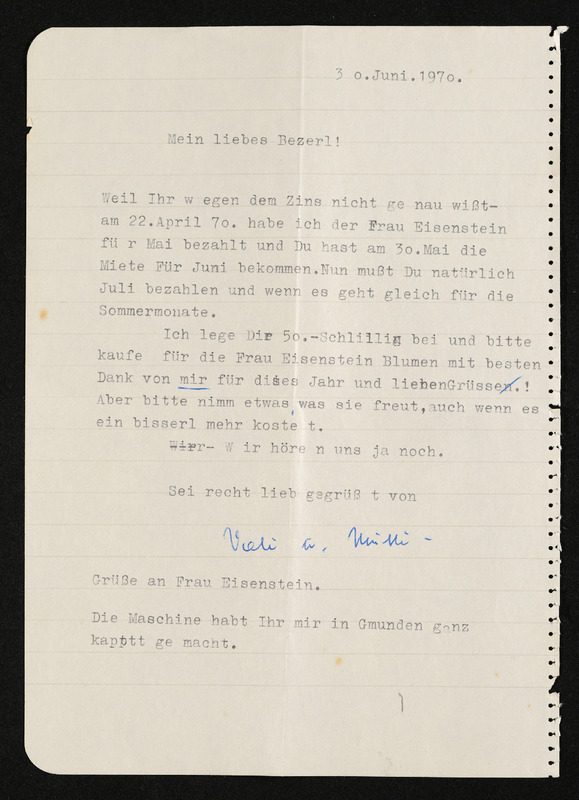 3 o.Juni.197o.
Mein liebes Bezerl!
Weil Ihr w egen dem Zins nicht ge nau wißt-
am 22.April 7o. habe ich der Frau Eisenstein
fü r Mai bezahlt und Du hast am 3o.Mai die
Miete Für Juni bekommen.Nun mußt Du natürlich
Juli bezahlen und wenn es geht gleich für die
Sommermonate.
Ich lege Dir 5o.-Schlillig bei und bitte
kaufe für die Frau Eisenstein Blumen mit besten
Dank von mir für dises Jahr und liebenGrüssen.!
Aber bitte nimm etwas,was sie freut,auch wenn es
ein bisserl mehr koste t.
Wirr- W ir höre n uns ja noch.
Sei recht lieb gegrüß t von
u.
Grüße an Frau Eisenstein.
Die Maschine habt Ihr mir in Gmunden ganz
kapttt ge macht.